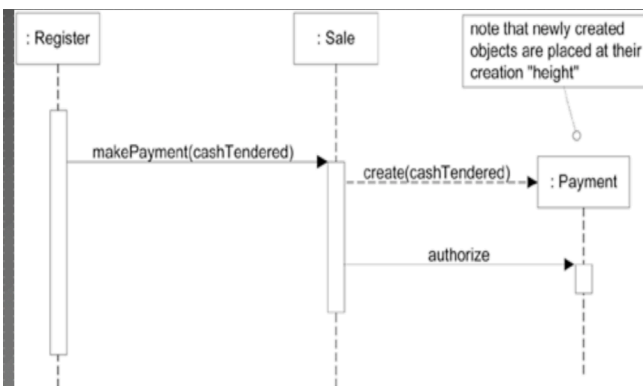 : Register
: Sale
note that newly created
objects are placed at their
creation "height"
makePayment(cashTendered)
create(cashTendered)
: Payment
authorize